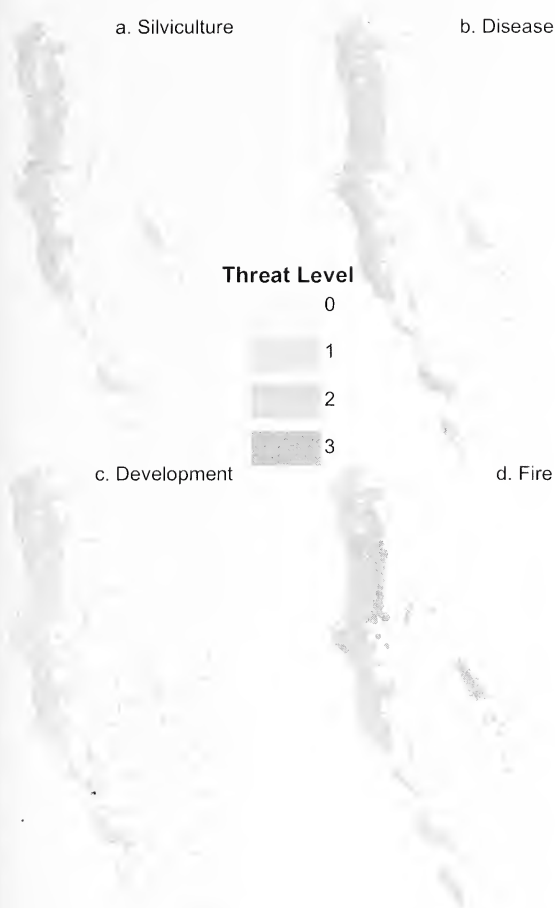 a. Silviculture
b. Disease
Threat Level
0
1
2
3
c. Development
d. Fire